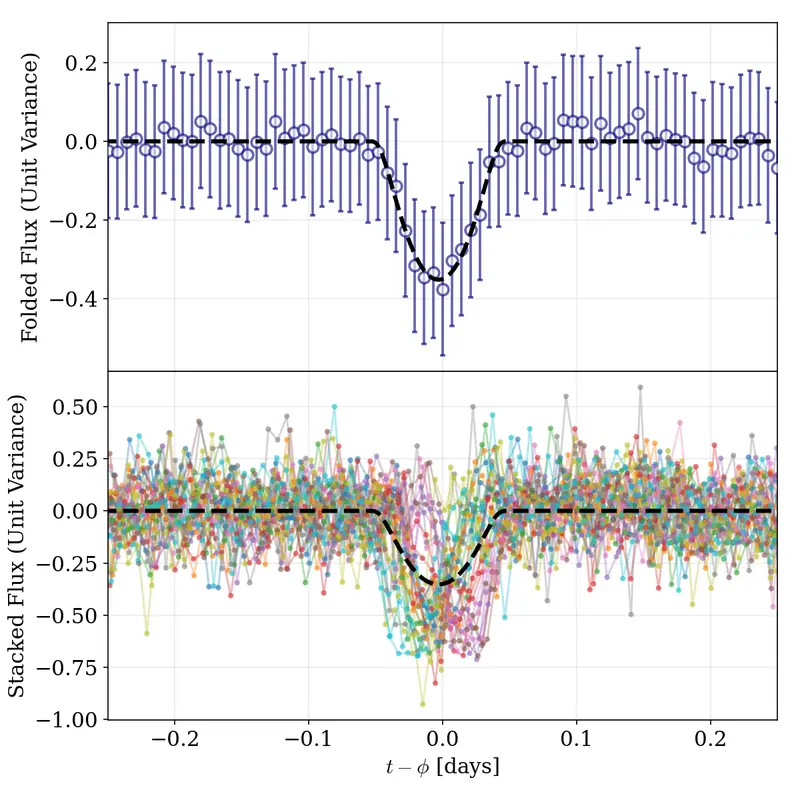 Folded Flux (Unit Variance)
0.2
0.0
−0.2
−0.4
Stacked Flux (Unit Variance)
0.50
0.25
0.00
−0.25
−0.50
−0.75
−1.00
−0.2 −0.1 0.0 0.1 0.2
t − ϕ [days]